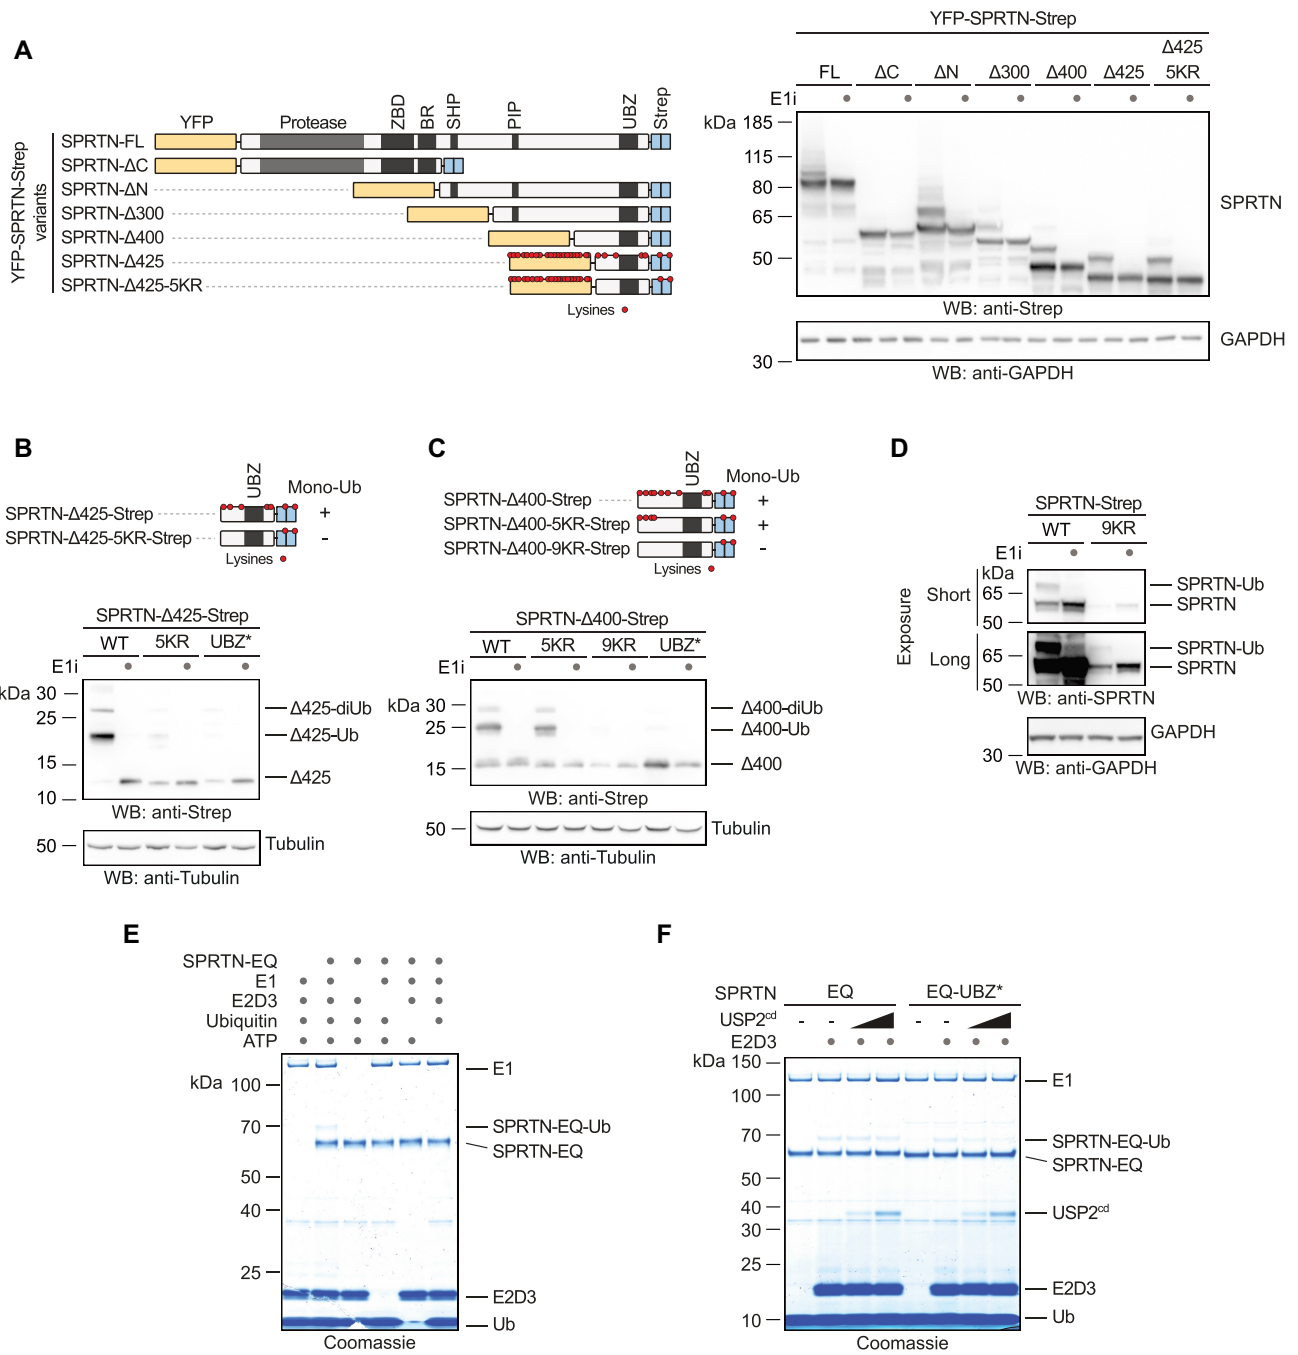 A
YFP-SPRTN-Strep variants
YFP
Protease
ZBD
BR
SHP
PIP
UBZ
Strep
SPRTN-FL
SPRTN-ΔC
SPRTN-ΔN
SPRTN-Δ300
SPRTN-Δ400
SPRTN-Δ425
SPRTN-Δ425-5KR
Lysines
YFP-SPRTN-Strep
FL ΔC ΔN Δ300 Δ400 Δ425 Δ425 5KR
E1i
kDa
185
115
80
65
50
SPRTN
WB: anti-Strep
GAPDH
30
WB: anti-GAPDH
B
UBZ
Mono-Ub
SPRTN-Δ425-Strep +
SPRTN-Δ425-5KR-Strep -
Lysines
SPRTN-Δ425-Strep
WT 5KR UBZ*
E1i
kDa 30
25
15
10
Δ425-diUb
Δ425-Ub
Δ425
WB: anti-Strep
50
Tubulin
WB: anti-Tubulin
C
UBZ
Mono-Ub
SPRTN-Δ400-Strep +
SPRTN-Δ400-5KR-Strep +
SPRTN-Δ400-9KR-Strep -
Lysines
SPRTN-Δ400-Strep
WT 5KR 9KR UBZ*
E1i
kDa 30
25
15
Δ400-diUb
Δ400-Ub
Δ400
WB: anti-Strep
50
Tubulin
WB: anti-Tubulin
D
SPRTN-Strep
WT 9KR
E1i
kDa
Exposure
Short
65
50
SPRTN-Ub
SPRTN
Long
65
50
SPRTN-Ub
SPRTN
WB: anti-SPRTN
GAPDH
30
WB: anti-GAPDH
E
SPRTN-EQ
E1
E2D3
Ubiquitin
ATP
kDa
100
70
50
40
25
E1
SPRTN-EQ-Ub
SPRTN-EQ
E2D3
Ub
Coomassie
F
SPRTN EQ EQ-UBZ*
USP2cd - - - -
E2D3
kDa 150
100
70
50
40
30
25
10
E1
SPRTN-EQ-Ub
SPRTN-EQ
USP2cd
E2D3
Ub
Coomassie